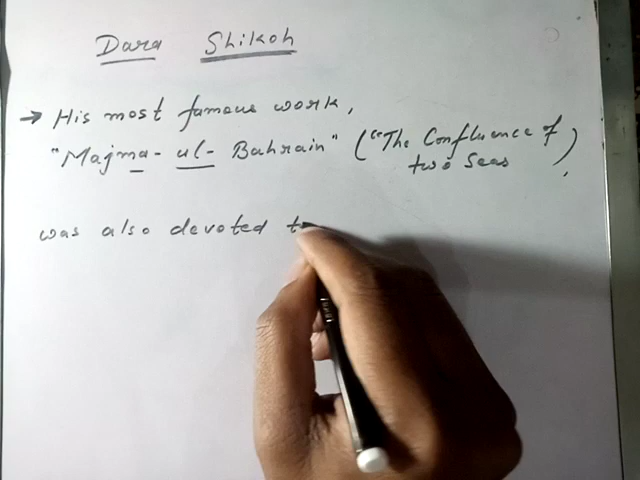 Dara Shikoh
→ His most famous work,
"Majma-ul-Bahrain" ("The Confluence of
two Seas),
was also devoted t